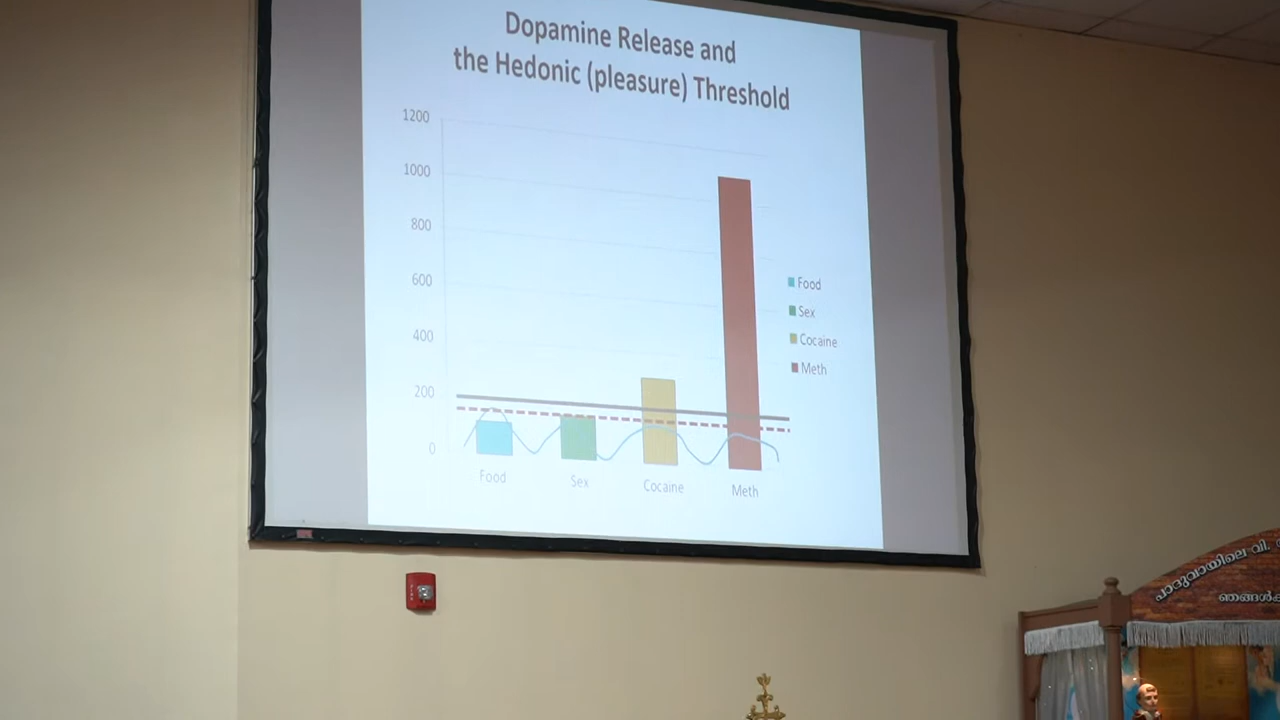 Dopamine Release and
the Hedonic (pleasure) Threshold
1200
1000
800
600
400
200
0
Food
Sex
Cocaine
Meth
Food
Sex
Cocaine
Meth
പാദുവായിലെ വി.